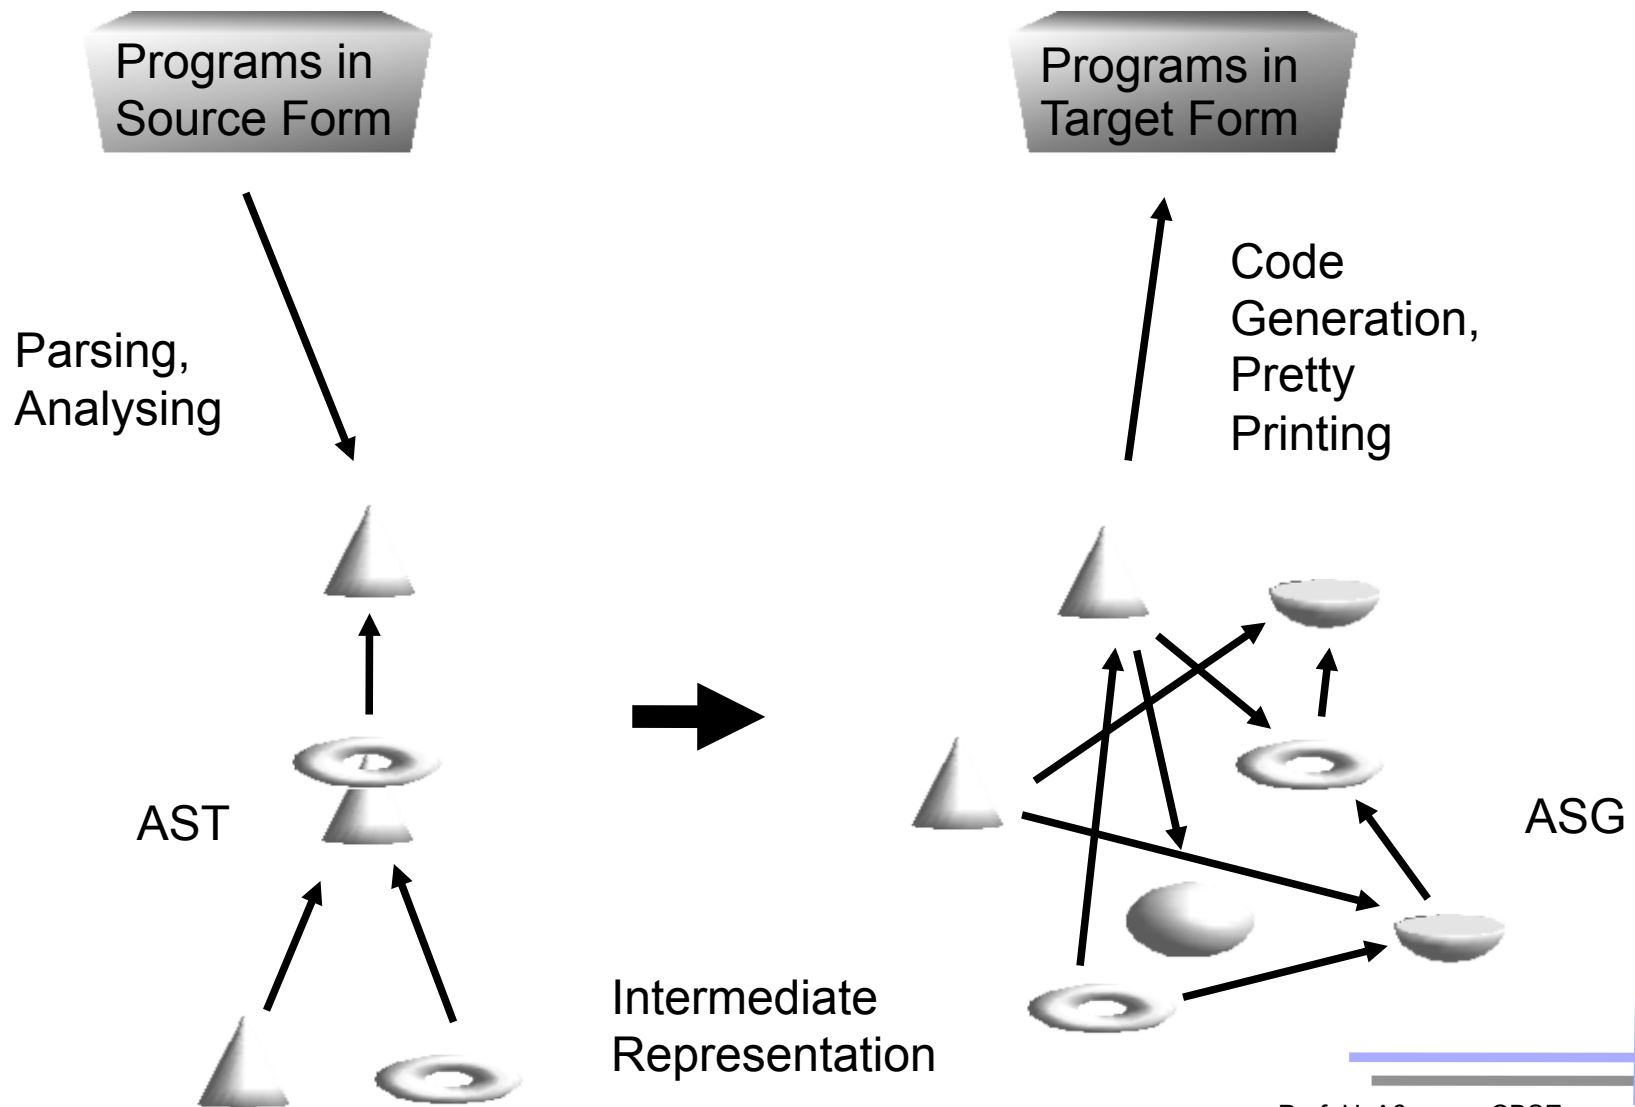 Programs in
Source Form
Programs in
Target Form
Code
Generation,
Pretty
Printing
Parsing,
Analysing
AST
ASG
Intermediate
Representation